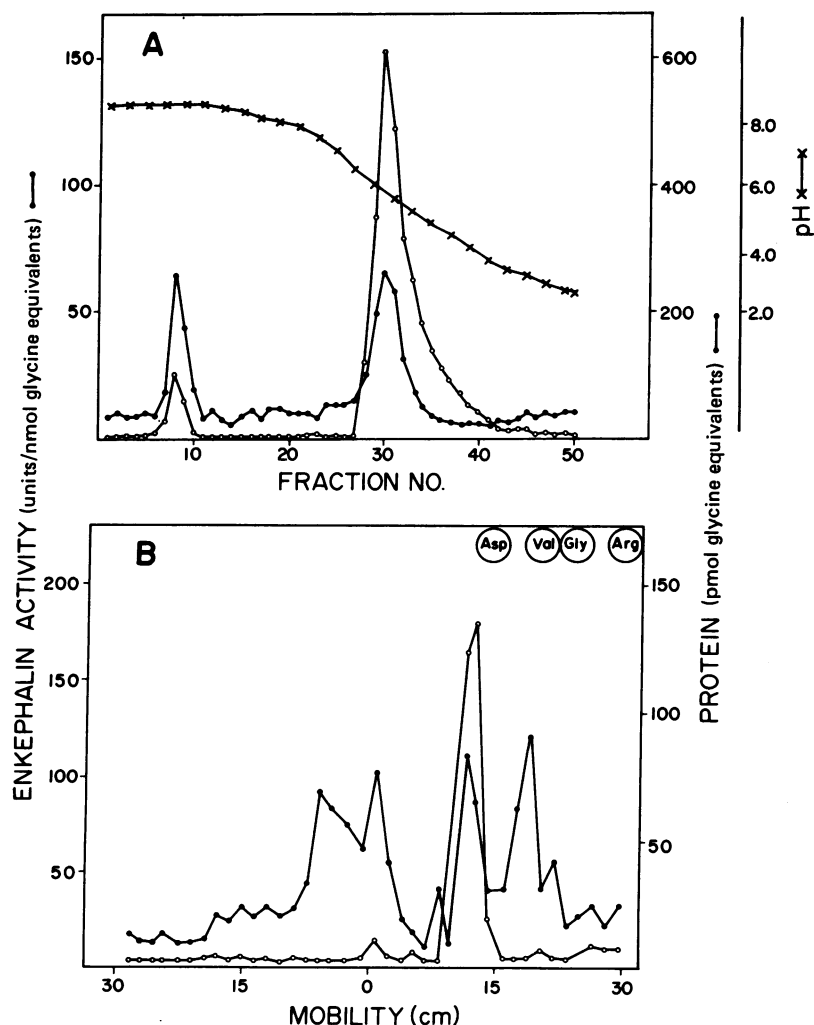 A
150
100
50
600
400
200
8.0
6.0
4.0
2.0
pH
10
20
30
40
50
FRACTION NO.
ENKEPHALIN ACTIVITY (units/nmol glycine equivalents)
PROTEIN (pmol glycine equivalents)
B
Asp
Val
Gly
Arg
200
150
100
50
150
100
50
30
15
0
15
30
MOBILITY (cm)